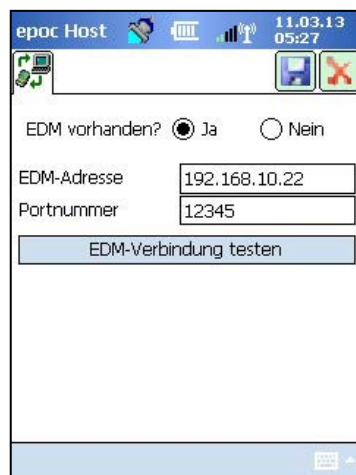 epoc Host 11.03.13
05:27
EDM vorhanden? Ja Nein
EDM-Adresse 192.168.10.22
Portnummer 12345
EDM-Verbindung testen